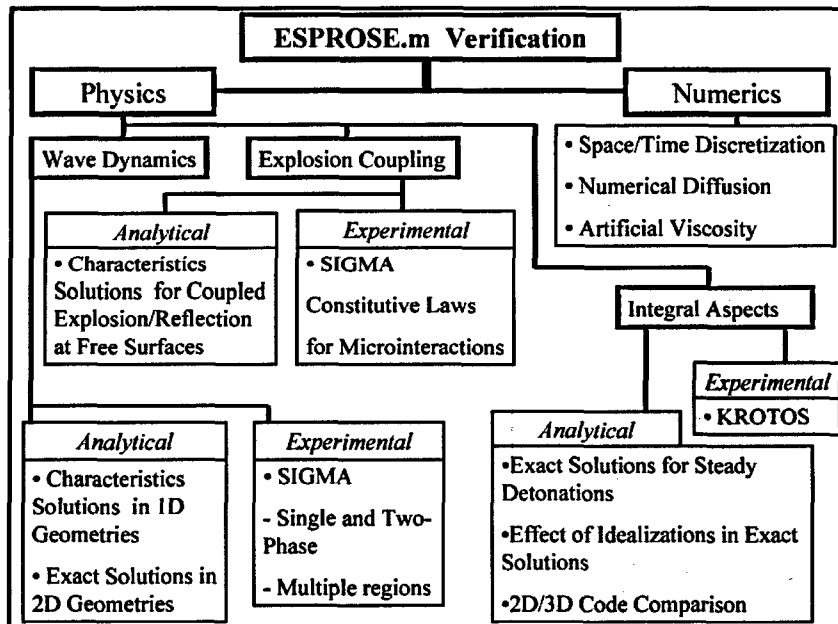 ESPROSE.m Verification
Physics
Numerics
Wave Dynamics
Explosion Coupling
• Space/Time Discretization
• Numerical Diffusion
• Artificial Viscosity
Analytical
• Characteristics
Solutions for Coupled
Explosion/Reflection
at Free Surfaces
Experimental
• SIGMA
Constitutive Laws
for Microinteractions
Integral Aspects
Experimental
• KROTOS
Analytical
• Characteristics
Solutions in 1D
Geometries
• Exact Solutions in
2D Geometries
Experimental
• SIGMA
- Single and Two-
Phase
- Multiple regions
Analytical
•Exact Solutions for Steady
Detonations
•Effect of Idealizations in Exact
Solutions
• 2D/3D Code Comparison